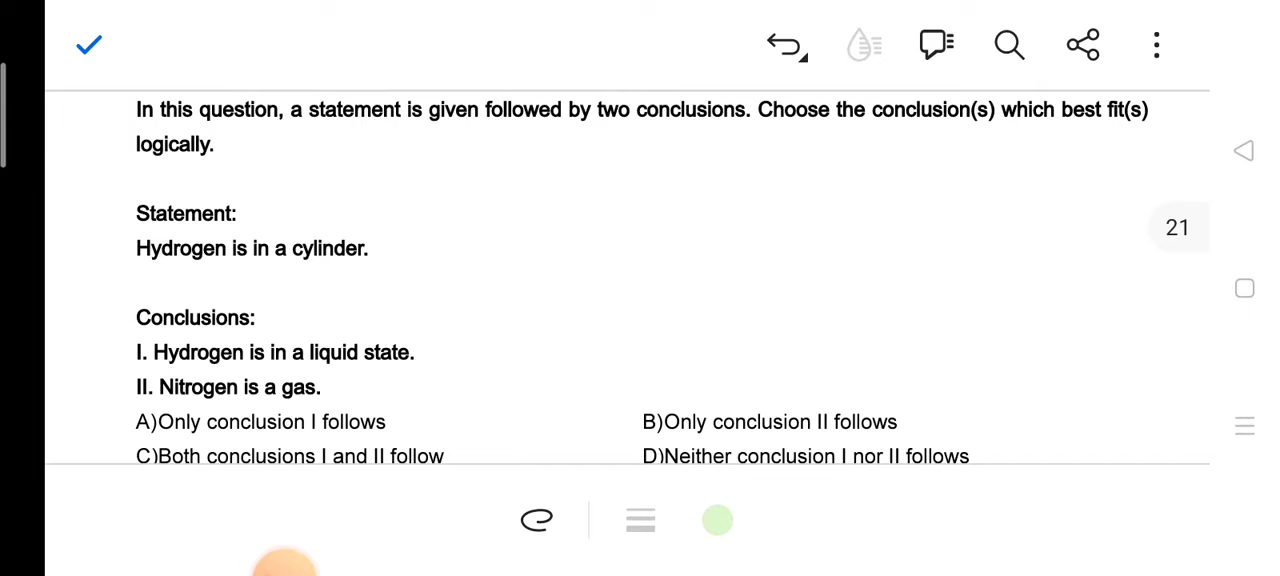 In this question, a statement is given followed by two conclusions. Choose the conclusion(s) which best fit(s)
logically.
Statement:
21
Hydrogen is in a cylinder.
Conclusions:
I. Hydrogen is in a liquid state.
II. Nitrogen is a gas.
A)Only conclusion I follows B)Only conclusion II follows
C)Both conclusions I and II follow D)Neither conclusion I nor II follows